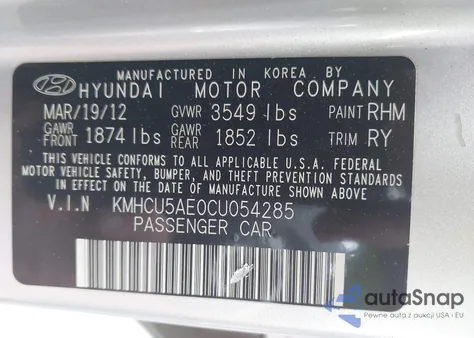 MANUFACTURED IN KOREA BY
HYUNDAI MOTOR COMPANY
MAR/19/12 GVWR 3549 lbs PAINT RHM
GAWR FRONT 1874 lbs GAWR REAR 1852 lbs TRIM RY
THIS VEHICLE CONFORMS TO ALL APPLICABLE FEDERAL
MOTOR VEHICLE SAFETY, BUMPER, AND THEFT STANDARDS
IN EFFECT ON THE DATE OF MANUFACTURE SHOWN ABOVE.
V.I.N KMHCU5AE0CU054285
PASSENGER CAR
autoSnap
Pewne auta z aukcji USA i EU